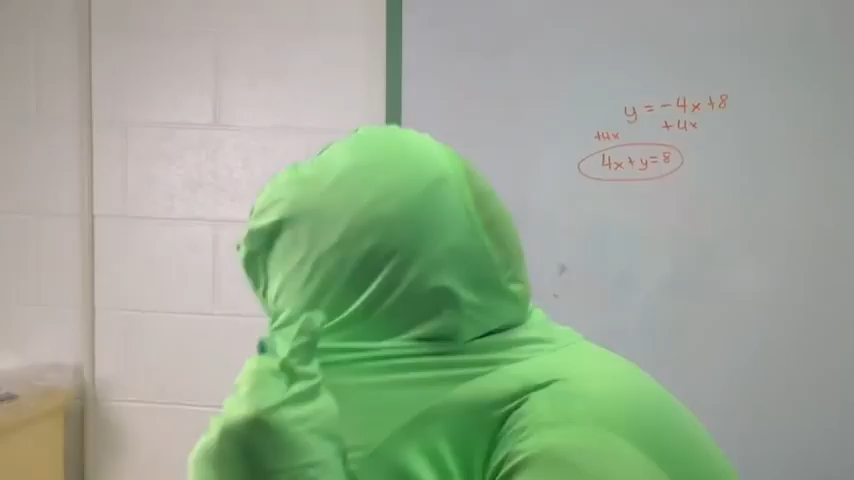 y = -4x +8
+4x +4x
4x + y = 8